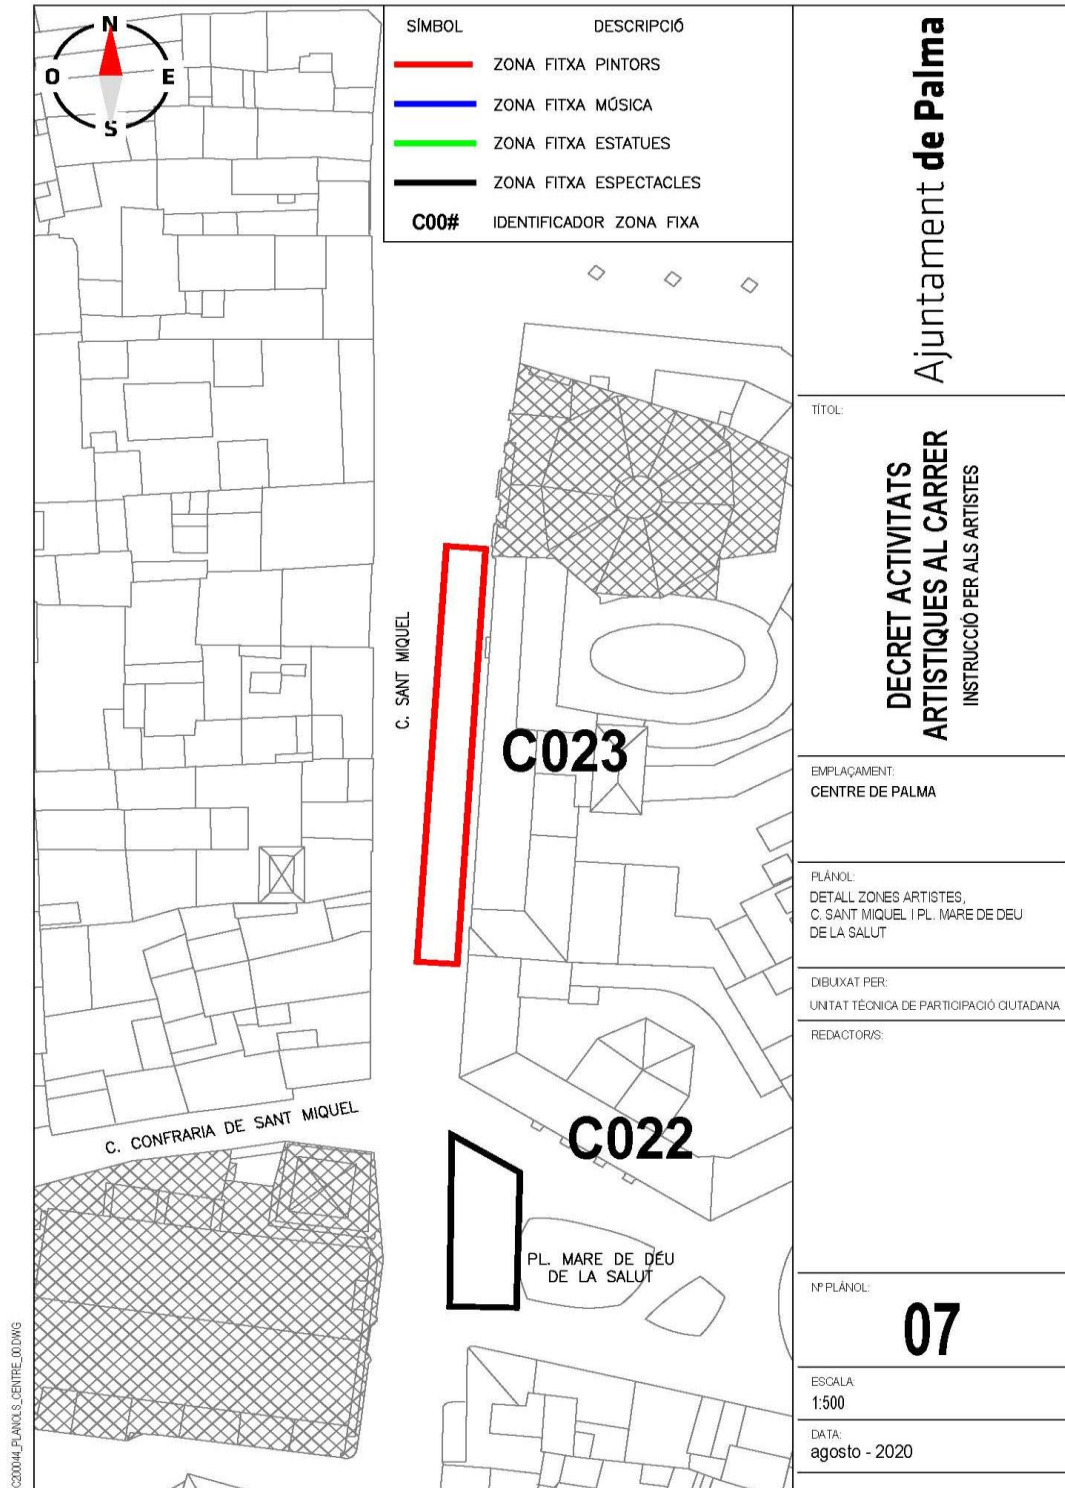 N
O E
S
SÍMBOL DESCRIPCIÓ
ZONA FITXA PINTORS
ZONA FITXA MÚSICA
ZONA FITXA ESTATUES
ZONA FITXA ESPECTACLES
C00# IDENTIFICADOR ZONA FIXA
C. SANT MIQUEL
C023
C022
C. CONFRARIA DE SANT MIQUEL
PL. MARE DE DÉU
DE LA SALUT
Ajuntament de Palma
TÍTOL:
DECRET ACTIVITATS
ARTISTIQUES AL CARRER
INSTRUCCIÓ PER ALS ARTISTES
EMPLAÇAMENT:
CENTRE DE PALMA
PLÀNOL:
DETALL ZONES ARTISTES,
C. SANT MIQUEL I PL. MARE DE DEU
DE LA SALUT
DIBUIXAT PER:
UNITAT TÈCNICA DE PARTICIPACIÓ CIUTADANA
REDACTOR/S:
Nº PLÀNOL:
07
ESCALA:
1:500
DATA:
agosto - 2020
C200044_PLANOLS_CENTRE_00.DWG